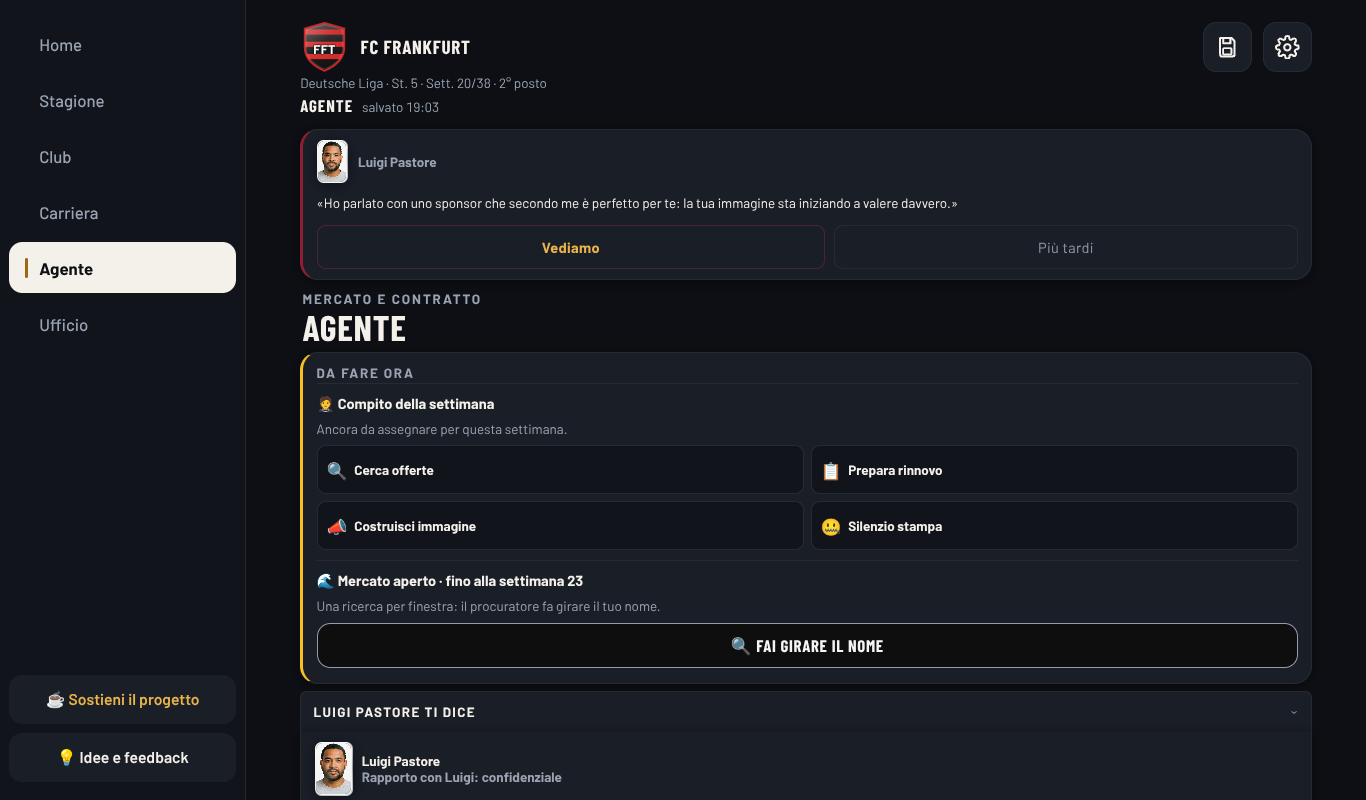 Home
Stagione
Club
Carriera
Agente
Ufficio
☕ Sostieni il progetto
💡 Idee e feedback
FFT
FC FRANKFURT
Deutsche Liga · St. 5 · Sett. 20/38 · 2° posto
AGENTE salvato 19:03
Luigi Pastore
«Ho parlato con uno sponsor che secondo me è perfetto per te: la tua immagine sta iniziando a valere davvero.»
Vediamo
Più tardi
MERCATO E CONTRATTO
AGENTE
DA FARE ORA
Compito della settimana
Ancora da assegnare per questa settimana.
🔍 Cerca offerte
📋 Prepara rinnovo
📣 Costruisci immagine
🤐 Silenzio stampa
🌊 Mercato aperto · fino alla settimana 23
Una ricerca per finestra: il procuratore fa girare il tuo nome.
🔍 FAI GIRARE IL NOME
LUIGI PASTORE TI DICE
Luigi Pastore
Rapporto con Luigi: confidenziale